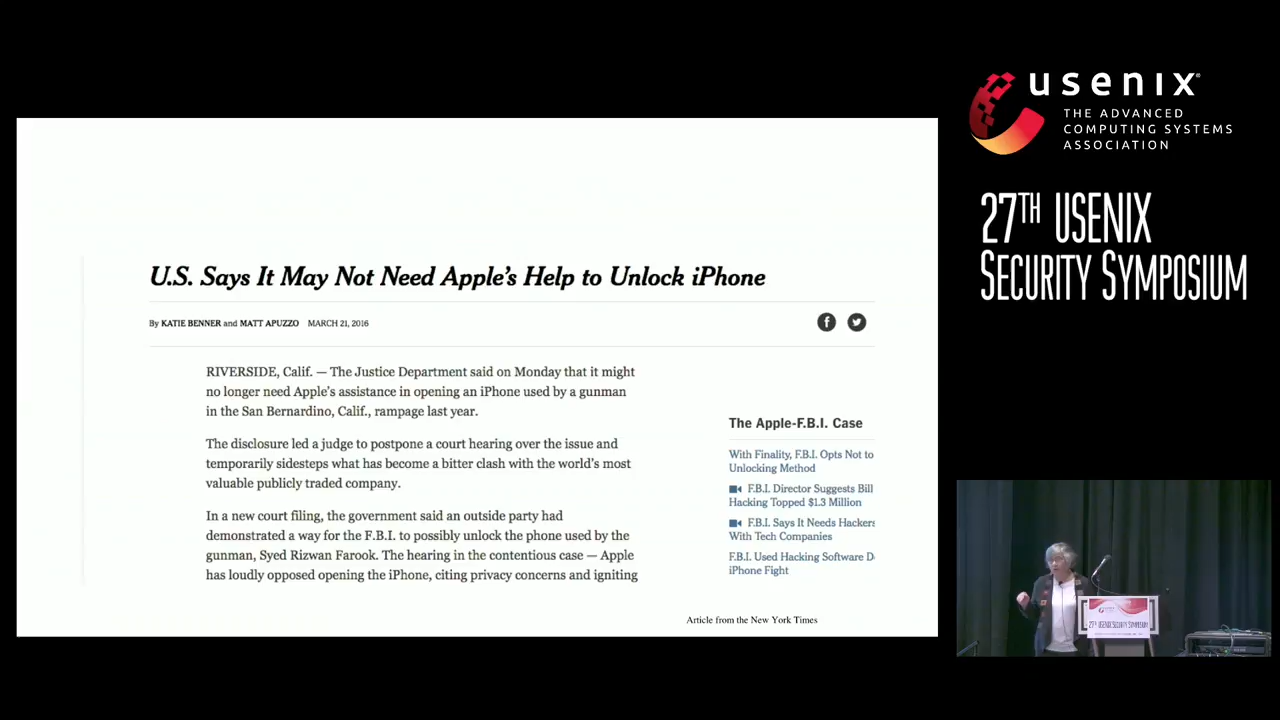 U.S. Says It May Not Need Apple's Help to Unlock iPhone
By KATIE BENNER and MATT APUZZO MARCH 21, 2016
RIVERSIDE, Calif. — The Justice Department said on Monday that it might
no longer need Apple's assistance in opening an iPhone used by a gunman
in the San Bernardino, Calif., rampage last year.
The disclosure led a judge to postpone a court hearing over the issue and
temporarily sidesteps what has become a bitter clash with the world's most
valuable publicly traded company.
In a new court filing, the government said an outside party had
demonstrated a way for the F.B.I. to possibly unlock the phone used by the
gunman, Syed Rizwan Farook. The hearing in the contentious case — Apple
has loudly opposed opening the iPhone, citing privacy concerns and igniting
The Apple-F.B.I. Case
With Finality, F.B.I. Opts Not to
Unlocking Method
F.B.I. Director Suggests Bill
Hacking Topped $1.3 Million
F.B.I. Says It Needs Hackers
With Tech Companies
F.B.I. Used Hacking Software D
iPhone Fight
Article from the New York Times
usenix®
THE ADVANCED
COMPUTING SYSTEMS
ASSOCIATION
27TH USENIX
SECURITY SYMPOSIUM
27TH USENIX SECURITY SYMPOSIUM